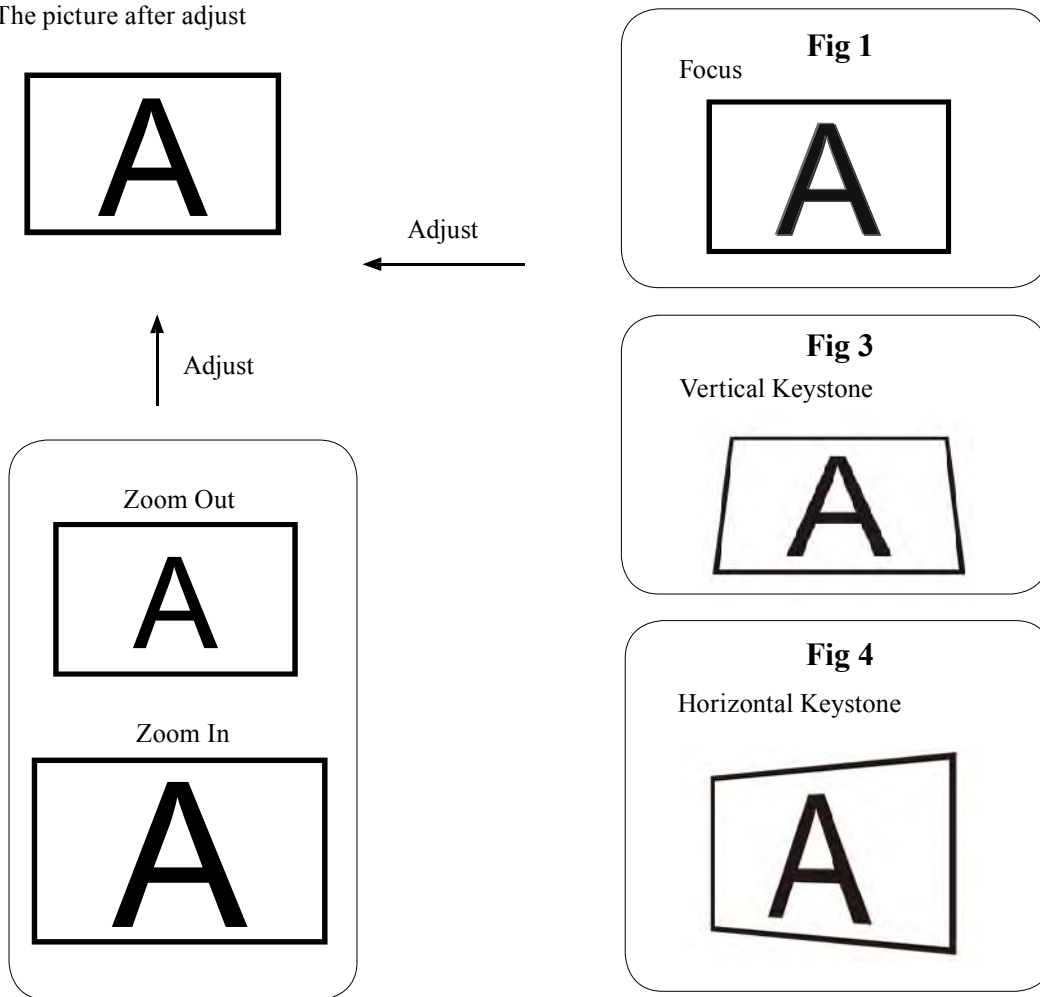 The picture after adjust
A
Adjust
Adjust
Zoom Out
A
Zoom In
A
Fig 1
Focus
A
Fig 3
Vertical Keystone
A
Fig 4
Horizontal Keystone
A